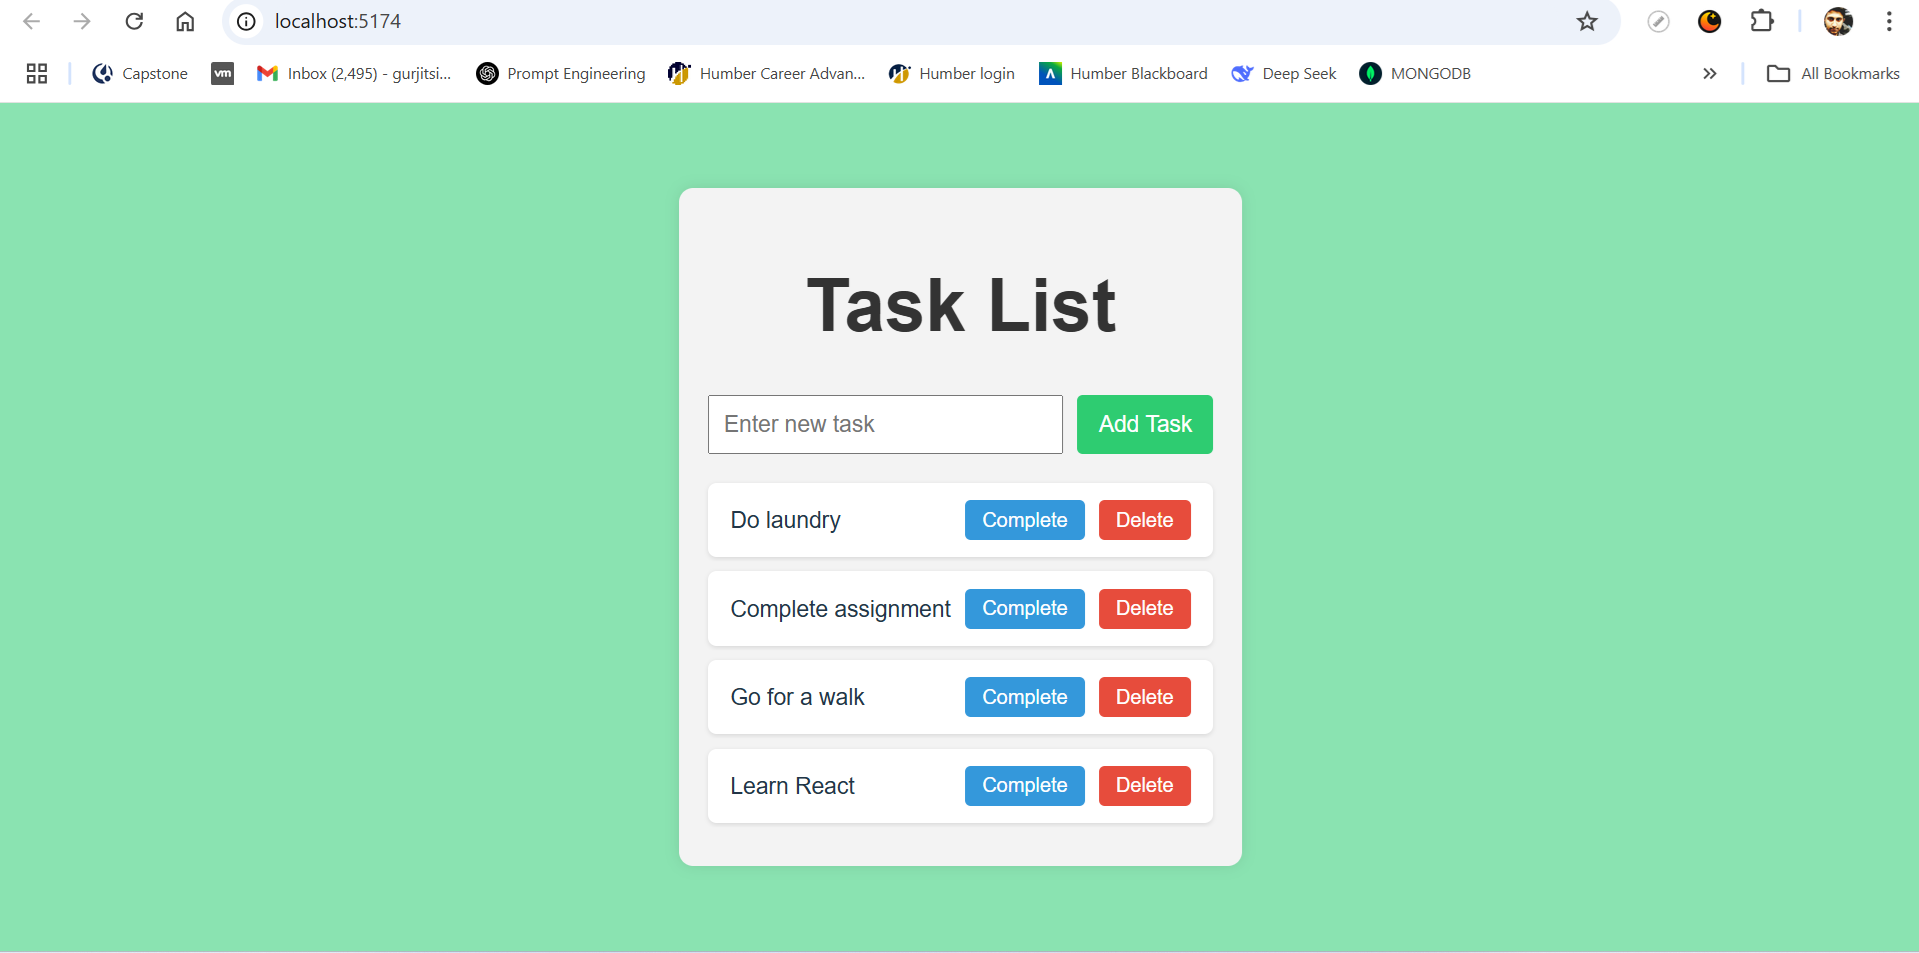 localhost:5174
Capstone
vm
Inbox (2,495) - gurjitsi...
Prompt Engineering
Humber Career Advan...
Humber login
Humber Blackboard
Deep Seek
MONGODB
All Bookmarks
Task List
Enter new task
Add Task
Do laundry Complete Delete
Complete assignment Complete Delete
Go for a walk Complete Delete
Learn React Complete Delete